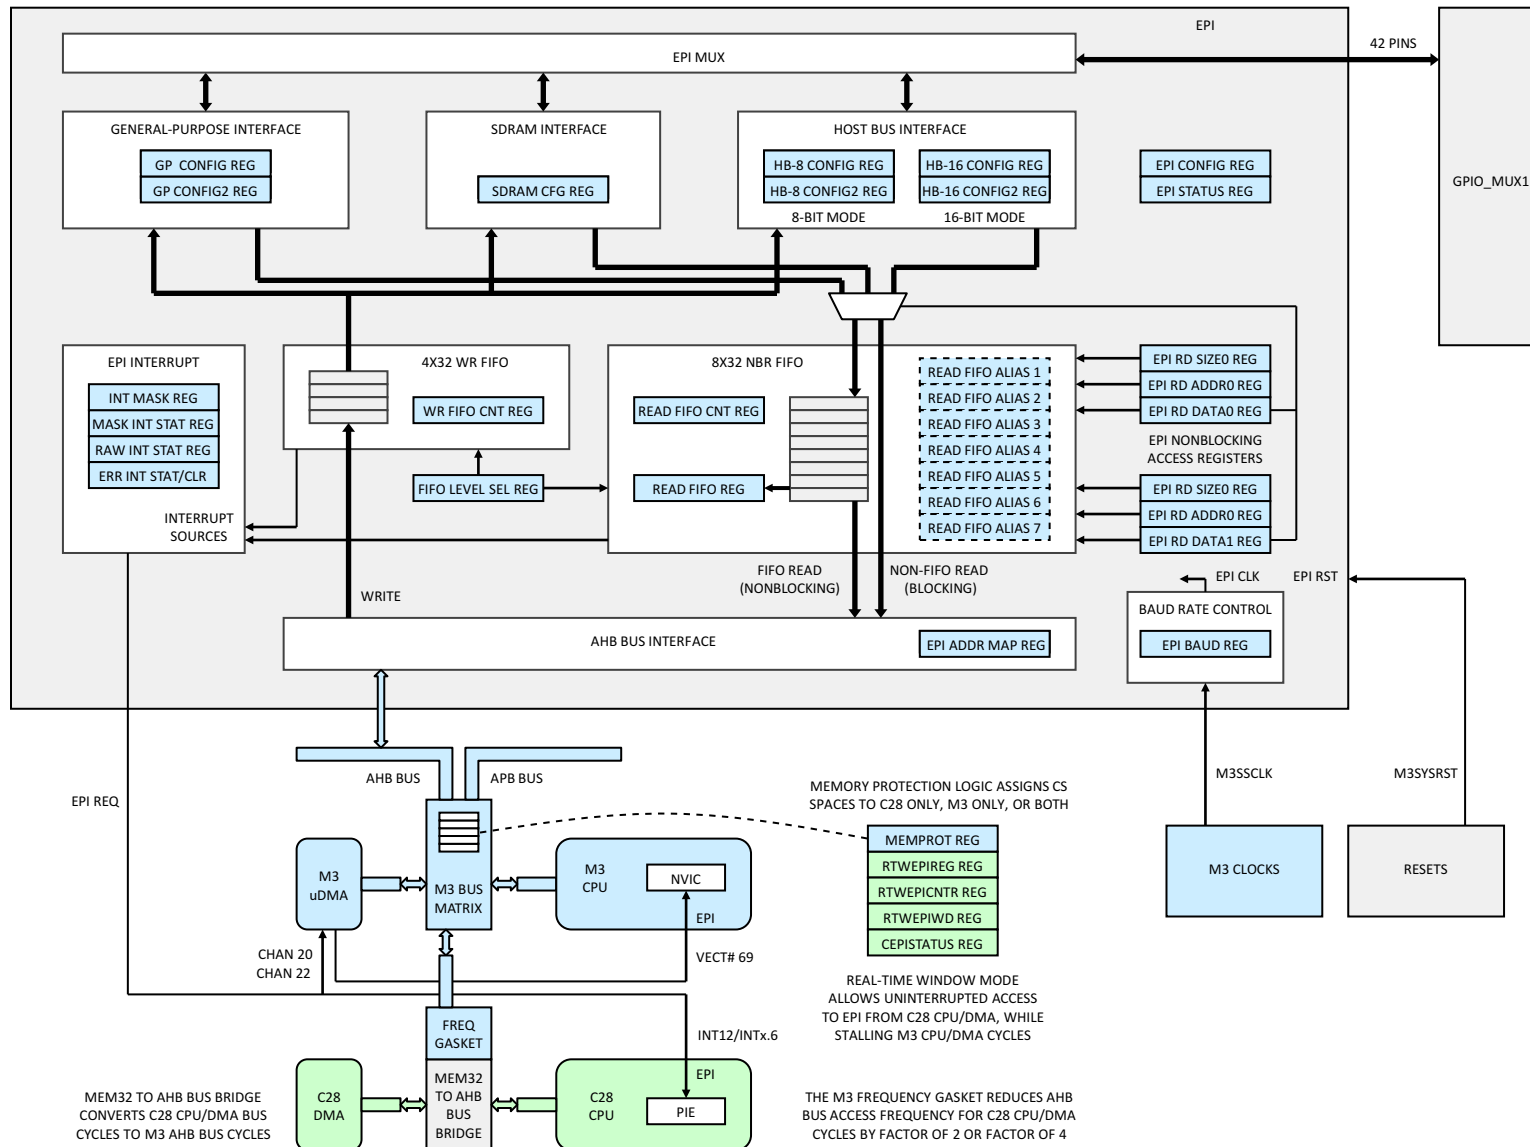 EPI
EPI MUX
42 PINS
GPIO_MUX1
GENERAL-PURPOSE INTERFACE
GP CONFIG REG
GP CONFIG2 REG
SDRAM INTERFACE
SDRAM CFG REG
HOST BUS INTERFACE
HB-8 CONFIG REG
HB-8 CONFIG2 REG
8-BIT MODE
HB-16 CONFIG REG
HB-16 CONFIG2 REG
16-BIT MODE
EPI CONFIG REG
EPI STATUS REG
EPI INTERRUPT
INT MASK REG
MASK INT STAT REG
RAW INT STAT REG
ERR INT STAT/CLR
INTERRUPT
SOURCES
4X32 WR FIFO
WR FIFO CNT REG
FIFO LEVEL SEL REG
8X32 NBR FIFO
READ FIFO CNT REG
READ FIFO REG
READ FIFO ALIAS 1
READ FIFO ALIAS 2
READ FIFO ALIAS 3
READ FIFO ALIAS 4
READ FIFO ALIAS 5
READ FIFO ALIAS 6
READ FIFO ALIAS 7
EPI RD SIZE0 REG
EPI RD ADDR0 REG
EPI RD DATA0 REG
EPI NONBLOCKING
ACCESS REGISTERS
EPI RD SIZE0 REG
EPI RD ADDR0 REG
EPI RD DATA1 REG
WRITE
FIFO READ
(NONBLOCKING)
NON-FIFO READ
(BLOCKING)
EPI CLK
EPI RST
BAUD RATE CONTROL
EPI BAUD REG
AHB BUS INTERFACE
EPI ADDR MAP REG
AHB BUS
APB BUS
EPI REQ
M3SSCLK
M3SYSRST
MEMORY PROTECTION LOGIC ASSIGNS CS
SPACES TO C28 ONLY, M3 ONLY, OR BOTH
MEMPROT REG
RTWEPIREG REG
RTWEPICNTR REG
RTWEPIWD REG
CEPISTATUS REG
M3 CLOCKS
RESETS
M3
uDMA
M3 BUS
MATRIX
M3
CPU
NVIC
EPI
CHAN 20
CHAN 22
VECT# 69
REAL-TIME WINDOW MODE
ALLOWS UNINTERRUPTED ACCESS
TO EPI FROM C28 CPU/DMA, WHILE
STALLING M3 CPU/DMA CYCLES
FREQ
GASKET
INT12/INTx.6
MEM32 TO AHB BUS BRIDGE
CONVERTS C28 CPU/DMA BUS
CYCLES TO M3 AHB BUS CYCLES
C28
DMA
MEM32
TO AHB
BUS
BRIDGE
C28
CPU
EPI
PIE
THE M3 FREQUENCY GASKET REDUCES AHB
BUS ACCESS FREQUENCY FOR C28 CPU/DMA
CYCLES BY FACTOR OF 2 OR FACTOR OF 4